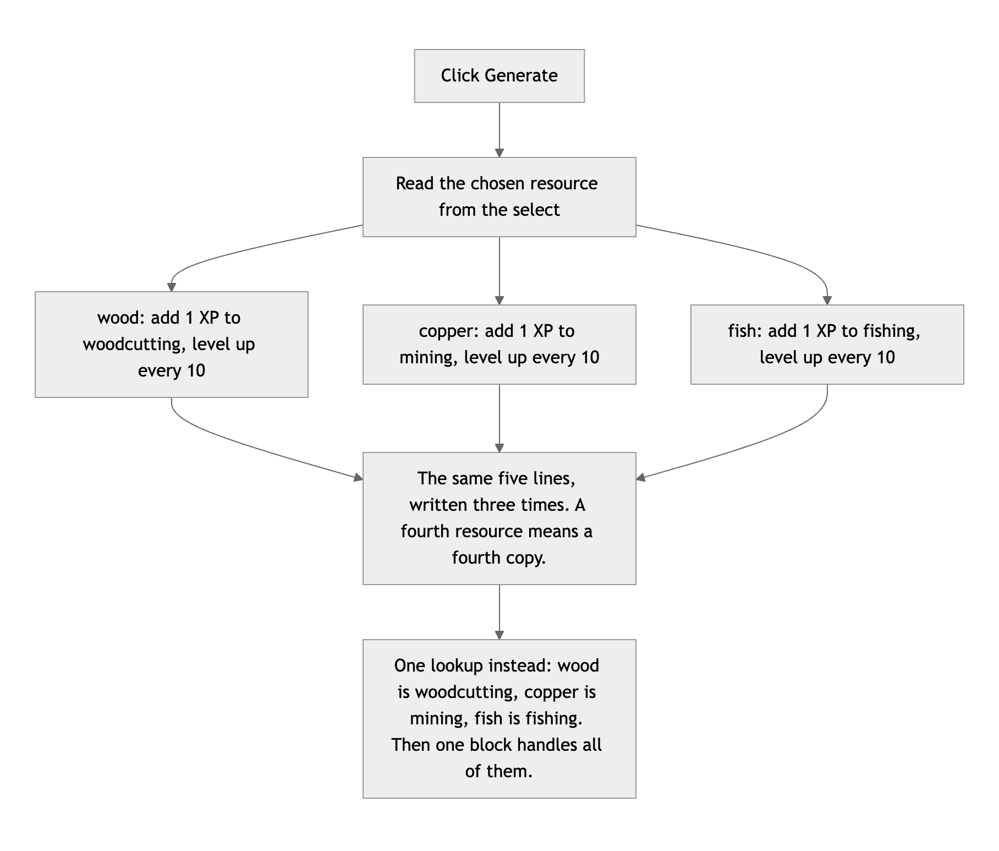 Click Generate
Read the chosen resource
from the select
wood: add 1 XP to
woodcutting, level up
every 10
copper: add 1 XP to
mining, level up every 10
fish: add 1 XP to fishing,
level up every 10
The same five lines,
written three times. A
fourth resource means a
fourth copy.
One lookup instead: wood
is woodcutting, copper is
mining, fish is fishing.
Then one block handles all
of them.